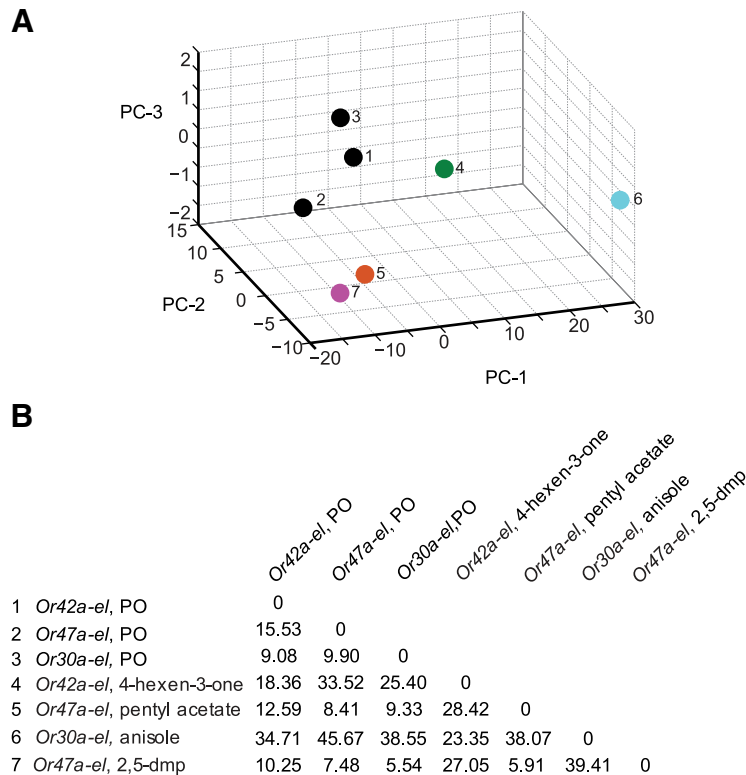 A
PC-3
2
1
0
−1
−2
15
10
5
0
−5
−10
PC-2
−20
−10
0
10
20
30
PC-1
3
1
4
2
6
5
7
B
Or42a-el, PO
Or47a-el, PO
Or30a-el,PO
Or42a-el, 4-hexen-3-one
Or47a-el, pentyl acetate
Or30a-el, anisole
Or47a-el, 2,5-dmp
1 Or42a-el, PO 0
2 Or47a-el, PO 15.53 0
3 Or30a-el, PO 9.08 9.90 0
4 Or42a-el, 4-hexen-3-one 18.36 33.52 25.40 0
5 Or47a-el, pentyl acetate 12.59 8.41 9.33 28.42 0
6 Or30a-el, anisole 34.71 45.67 38.55 23.35 38.07 0
7 Or47a-el, 2,5-dmp 10.25 7.48 5.54 27.05 5.91 39.41 0